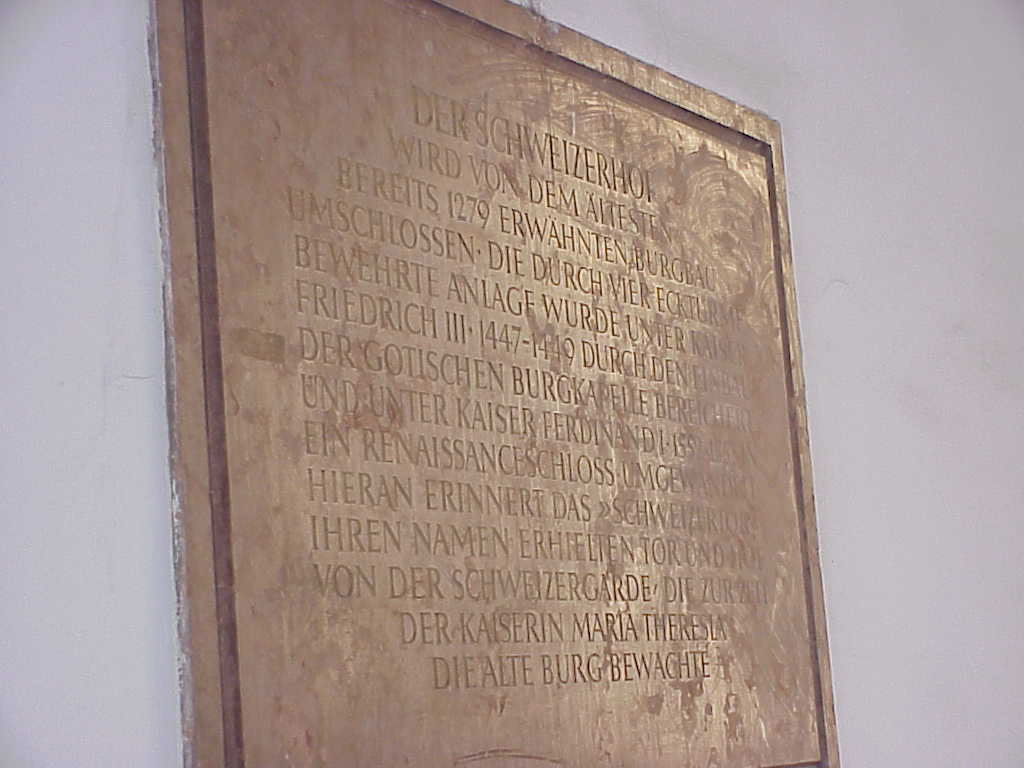 DER SCHWEIZERHOF
WIRD VON DEM ÄLTESTEN,
BEREITS 1279 ERWÄHNTEN BURGBAU
UMSCHLOSSEN · DIE DURCH VIER ECKTÜRME
BEWEHRTE ANLAGE WURDE UNTER KAISER
FRIEDRICH III · 1447-1449 DURCH DEN EINBAU
DER GOTISCHEN BURGKAPELLE BEREICHERT
UND UNTER KAISER FERDINAND I ·
EIN RENAISSANCESCHLOSS UMGEWANDELT
HIERAN ERINNERT DAS »SCHWEIZERTOR«
IHREN NAMEN ERHIELTEN TOR UND HOF
VON DER SCHWEIZERGARDE, DIE ZUR ZEIT
DER KAISERIN MARIA THERESIA
DIE ALTE BURG BEWACHTE